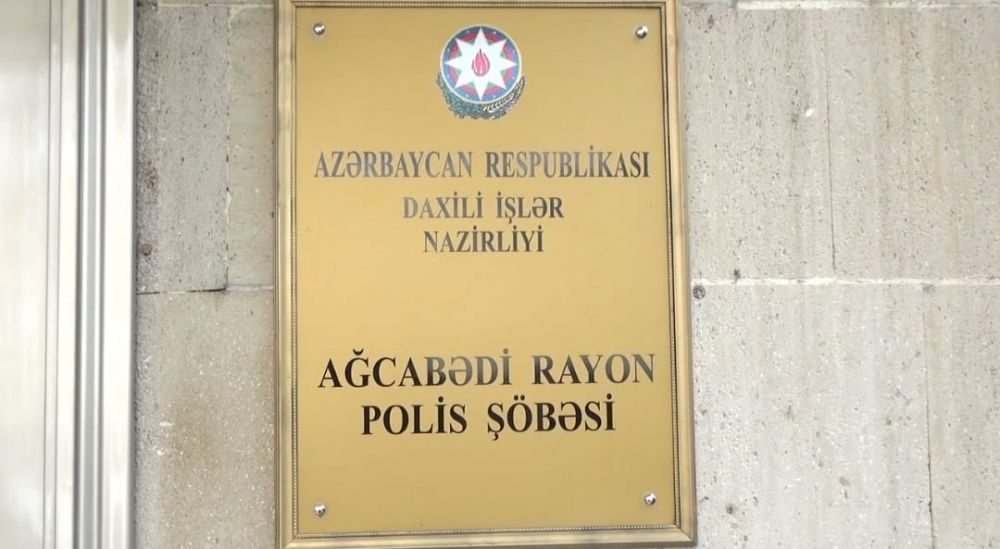 AZƏRBAYCAN RESPUBLİKASI
DAXİLİ İŞLƏR
NAZİRLİYİ
AĞCABƏDİ RAYON
POLİS ŞÖBƏSİ